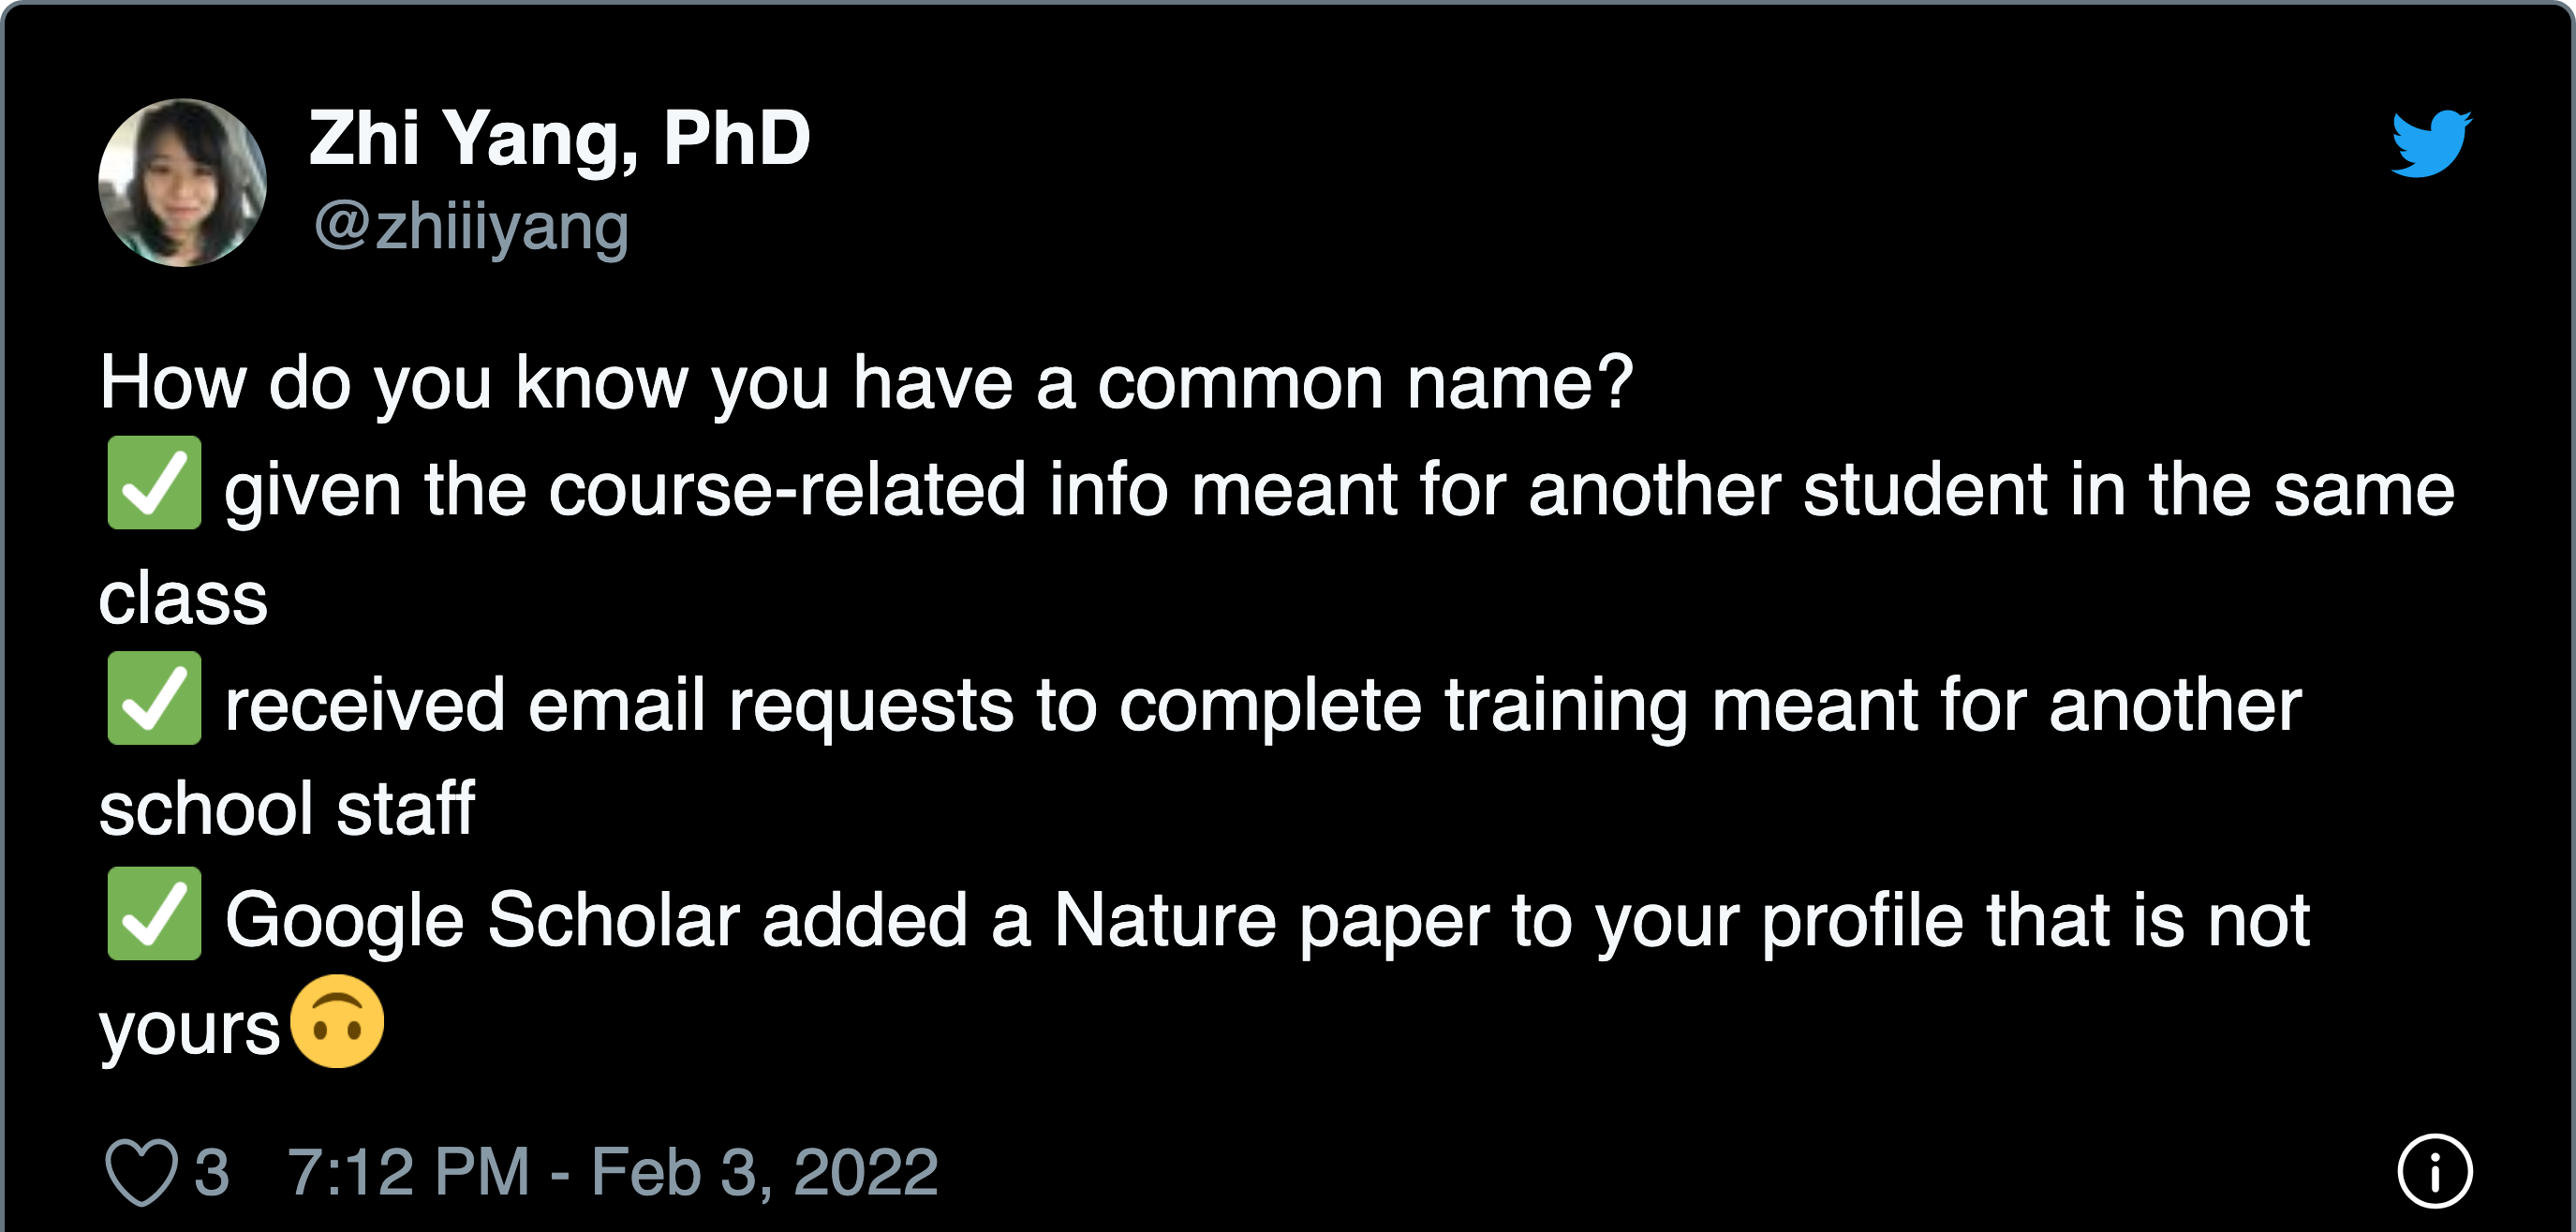 Zhi Yang, PhD
@zhiiiyang
How do you know you have a common name?
✅ given the course-related info meant for another student in the same
class
✅ received email requests to complete training meant for another
school staff
✅ Google Scholar added a Nature paper to your profile that is not
yours🙃
3 7:12 PM - Feb 3, 2022